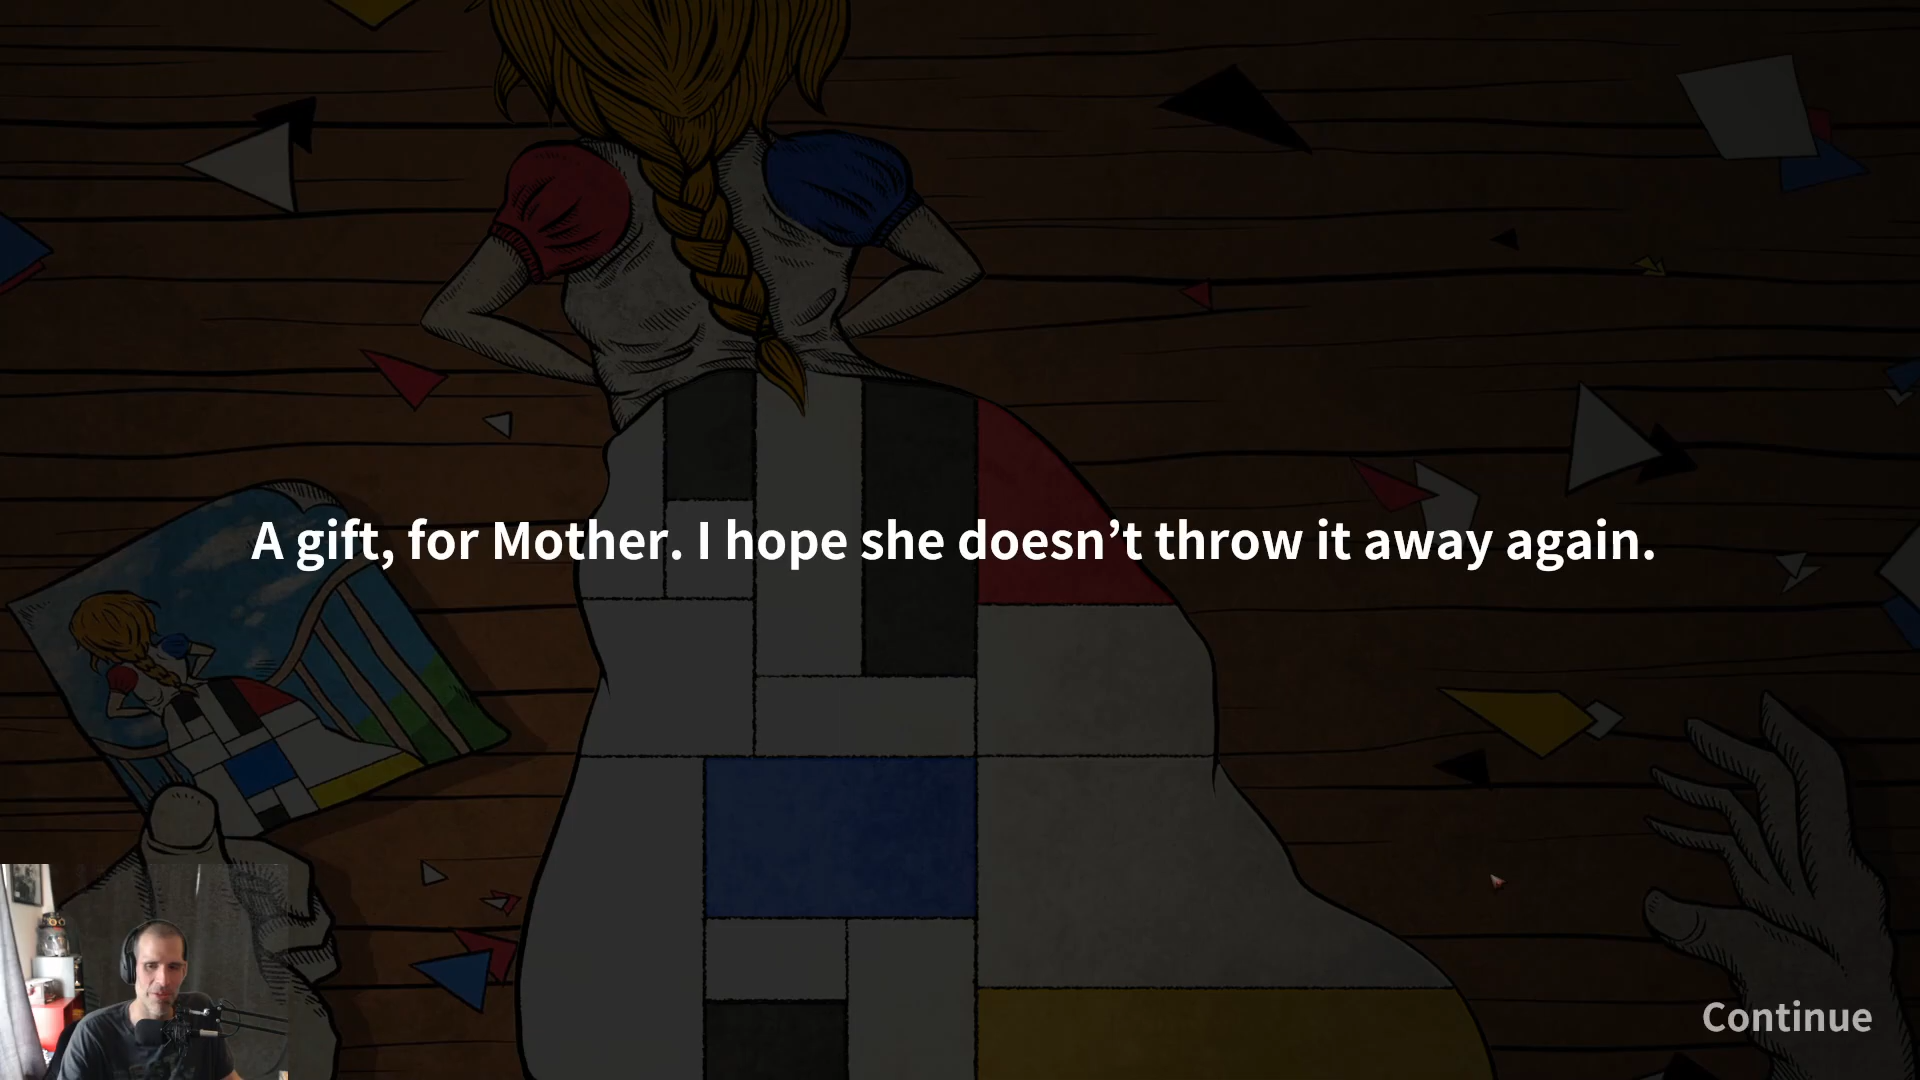 A gift, for Mother. I hope she doesn’t throw it away again.
Continue